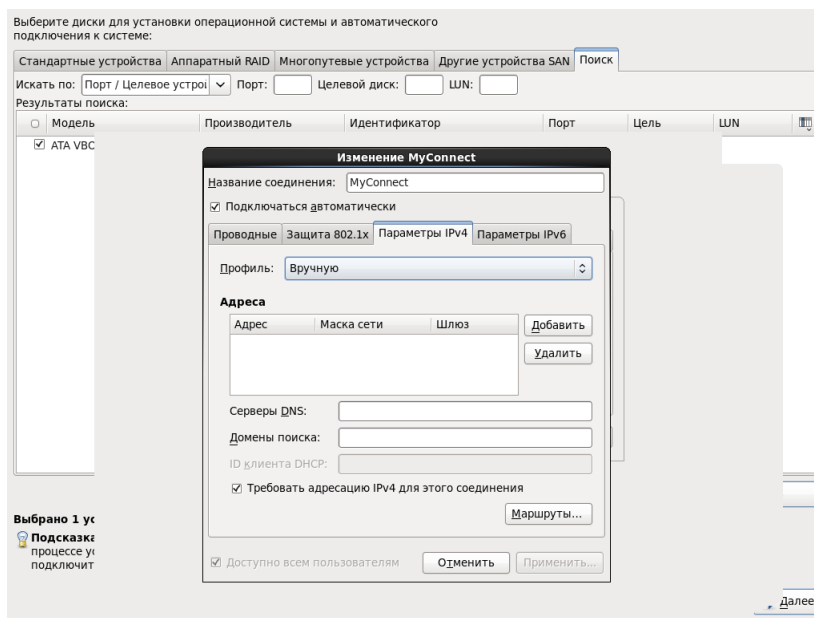 Выберите диски для установки операционной системы и автоматического
подключения к системе:
Стандартные устройства Аппаратный RAID Многопутевые устройства Другие устройства SAN Поиск
Искать по: Порт / Целевое устрої Порт: Целевой диск: LUN:
Результаты поиска:
Модель Производитель Идентификатор Порт Цель LUN
ATA VBO
Изменение MyConnect
Название соединения: MyConnect
Подключаться автоматически
Проводные Защита 802.1x Параметры IPv4 Параметры IPv6
Профиль: Вручную
Адреса
Адрес Маска сети Шлюз
Добавить
Удалить
Серверы DNS:
Домены поиска:
ID клиента DHCP:
Требовать адресацию IPv4 для этого соединения
Маршруты...
Доступно всем пользователям Отменить Применить...
Выбрано 1 ус
Подсказка
процессе ус
подключит
Далее